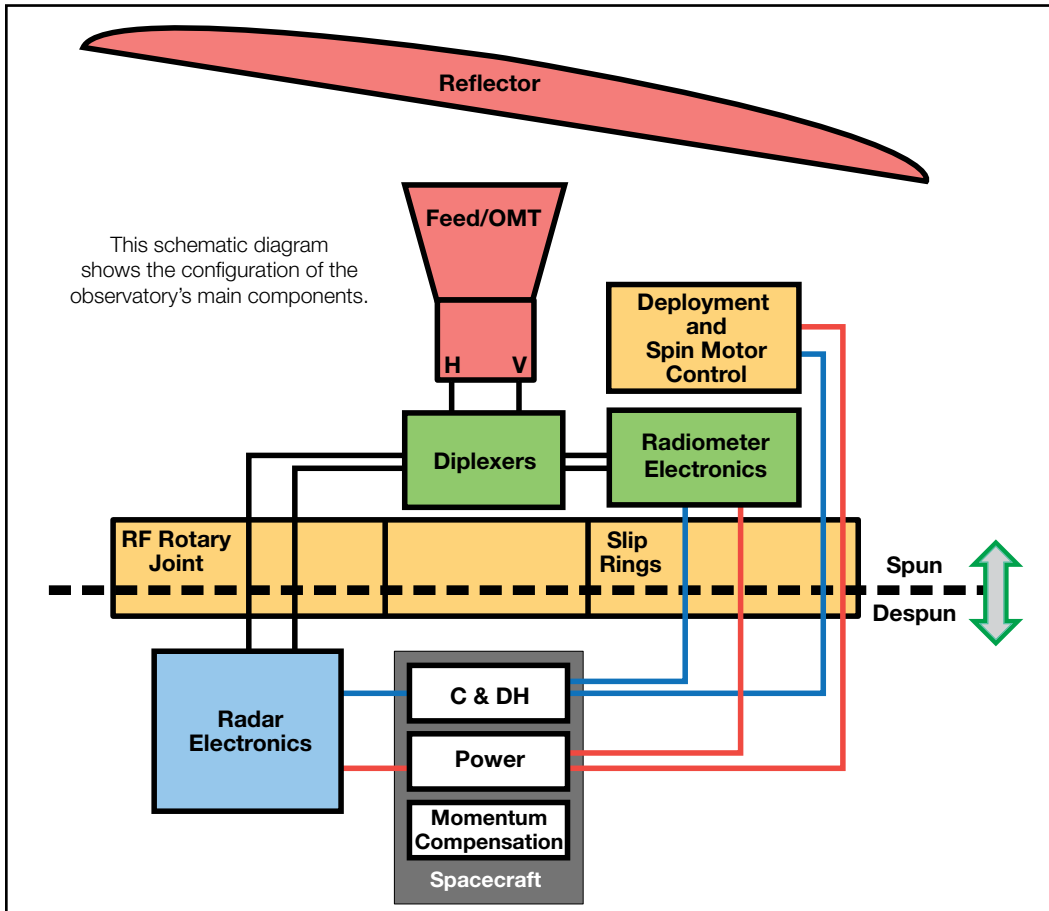 Reflector
Feed/OMT
This schematic diagram
shows the configuration of the
observatory's main components.
H V
Deployment
and
Spin Motor
Control
Diplexers
Radiometer
Electronics
RF Rotary
Joint
Slip
Rings
Spun
Despun
Radar
Electronics
C & DH
Power
Momentum
Compensation
Spacecraft